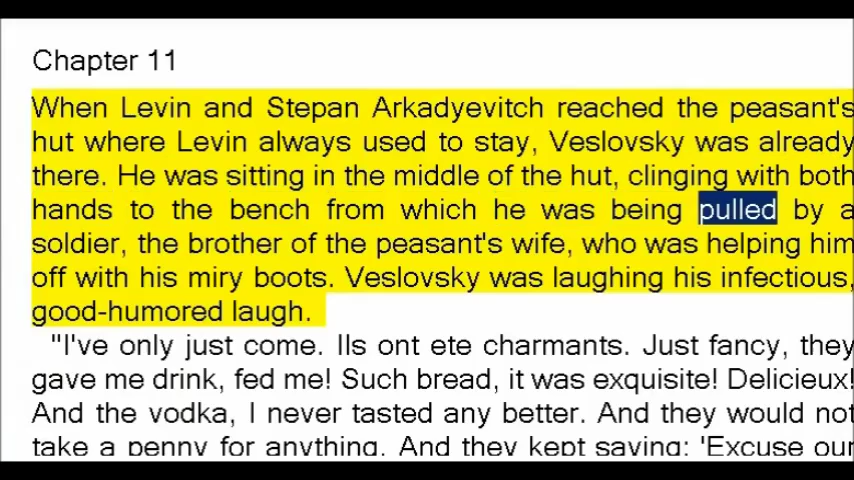 Chapter 11
When Levin and Stepan Arkadyevitch reached the peasant's
hut where Levin always used to stay, Veslovsky was already
there. He was sitting in the middle of the hut, clinging with both
hands to the bench from which he was being pulled by a
soldier, the brother of the peasant's wife, who was helping him
off with his miry boots. Veslovsky was laughing his infectious,
good-humored laugh.
"I've only just come. Ils ont ete charmants. Just fancy, they
gave me drink, fed me! Such bread, it was exquisite! Delicieux!
And the vodka, I never tasted any better. And they would not
take a penny for anything. And they kept saying: 'Excuse our